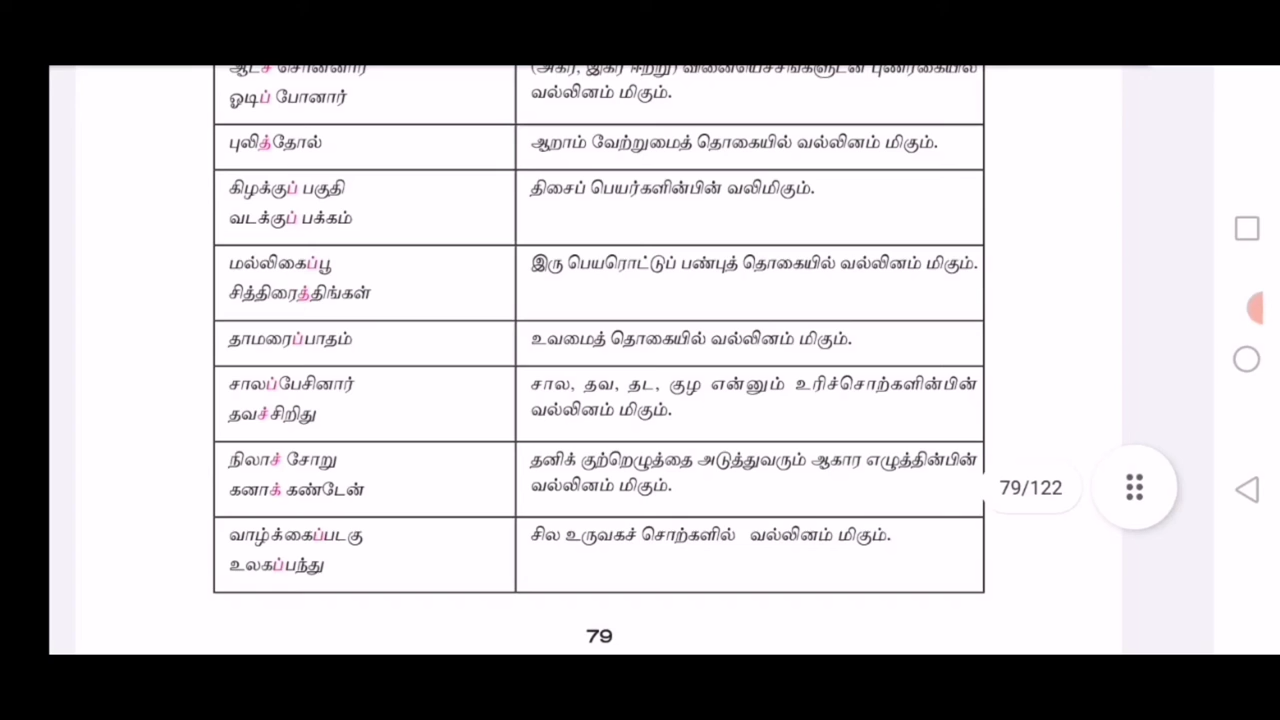 ஓடிப் போனார்
வல்லினம் மிகும்.
புலித்தோல்
ஆறாம் வேற்றுமைத் தொகையில் வல்லினம் மிகும்.
கிழக்குப் பகுதி
வடக்குப் பக்கம்
திசைப் பெயர்களின்பின் வலிமிகும்.
மல்லிகைப்பூ
சித்திரைத்திங்கள்
இரு பெயரொட்டுப் பண்புத் தொகையில் வல்லினம் மிகும்.
தாமரைப்பாதம்
உவமைத் தொகையில் வல்லினம் மிகும்.
சாலப்பேசினார்
தவச்சிறிது
சால, தவ, தட, குழ என்னும் உரிச்சொற்களின்பின்
வல்லினம் மிகும்.
நிலாச் சோறு
கனாக் கண்டேன்
தனிக் குற்றெழுத்தை அடுத்துவரும் ஆகார எழுத்தின்பின்
வல்லினம் மிகும்.
வாழ்க்கைப்படகு
உலகப்பந்து
சில உருவகச் சொற்களில் வல்லினம் மிகும்.
79/122
79